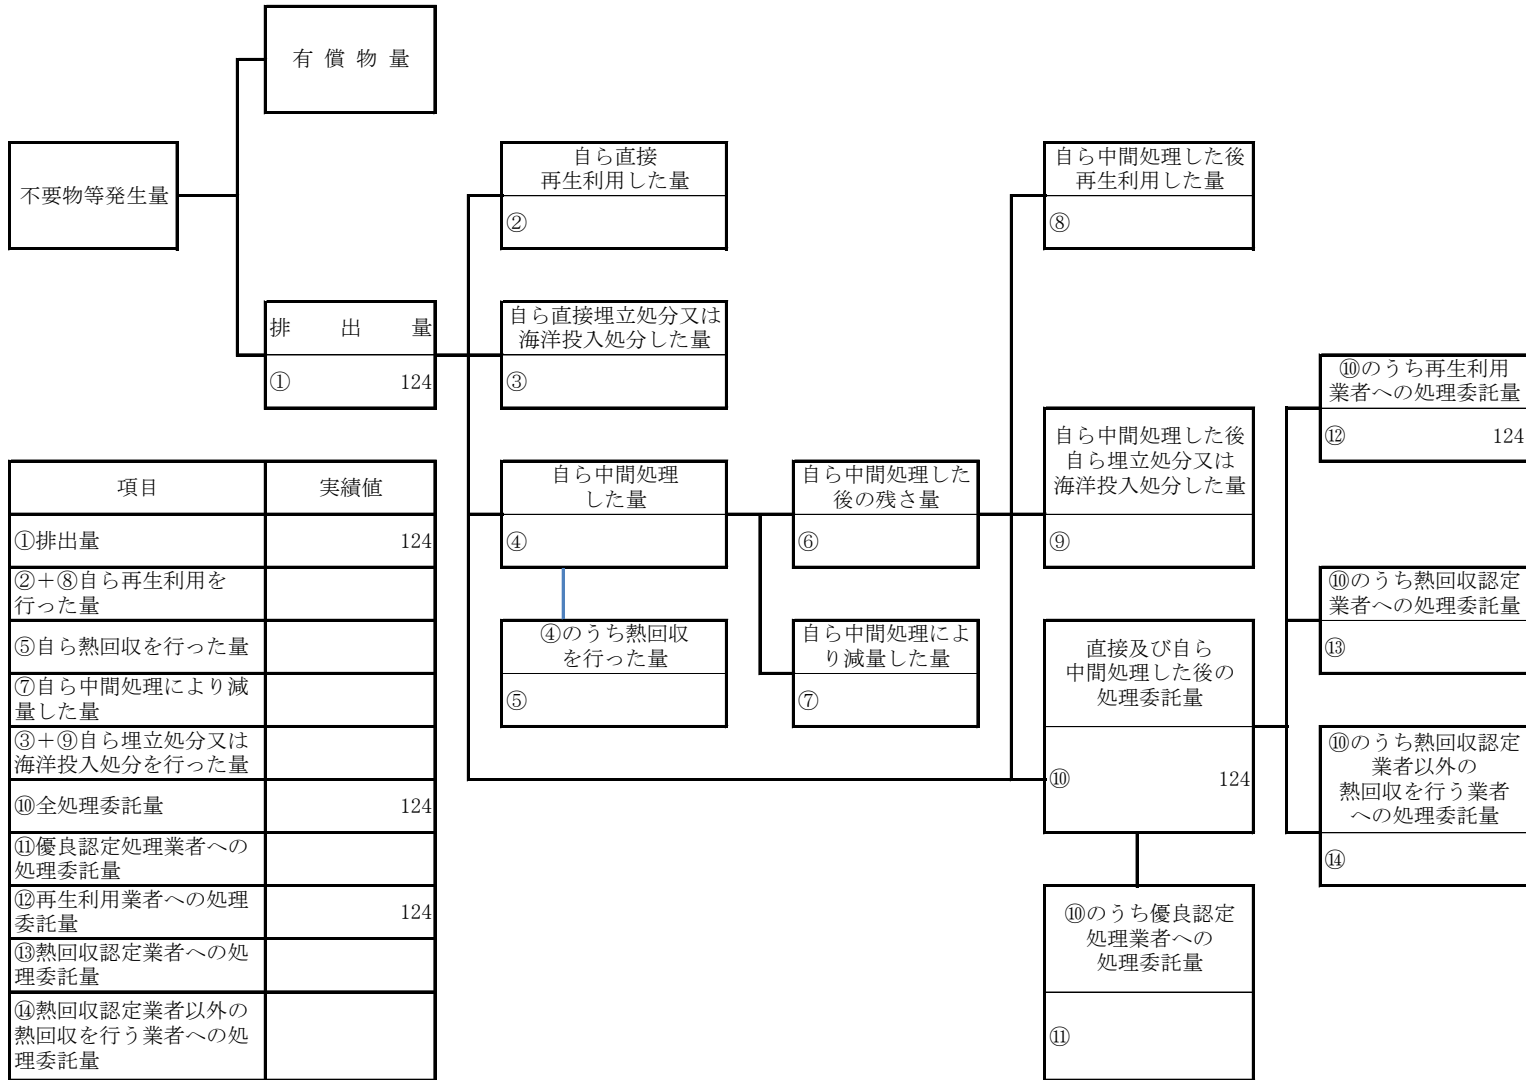 有償物量
不要物等発生量
排出量
① 124
自ら直接
再生利用した量
②
自ら直接埋立処分又は
海洋投入処分した量
③
自ら中間処理
した量
④
④のうち熱回収
を行った量
⑤
自ら中間処理した
後の残さ量
⑥
自ら中間処理によ
り減量した量
⑦
自ら中間処理した後
再生利用した量
⑧
自ら中間処理した後
自ら埋立処分又は
海洋投入処分した量
⑨
直接及び自ら
中間処理した後の
処理委託量
⑩ 124
⑩のうち優良認定
処理業者への
処理委託量
⑪
⑩のうち再生利用
業者への処理委託量
⑫ 124
⑩のうち熱回収認定
業者への処理委託量
⑬
⑩のうち熱回収認定
業者以外の
熱回収を行う業者
への処理委託量
⑭
項目 実績値
①排出量 124
②+⑧自ら再生利用を
行った量
⑤自ら熱回収を行った量
⑦自ら中間処理により減
量した量
③+⑨自ら埋立処分又は
海洋投入処分を行った量
⑩全処理委託量 124
⑪優良認定処理業者への
処理委託量
⑫再生利用業者への処理
委託量 124
⑬熱回収認定業者への処
理委託量
⑭熱回収認定業者以外の
熱回収を行う業者への処
理委託量